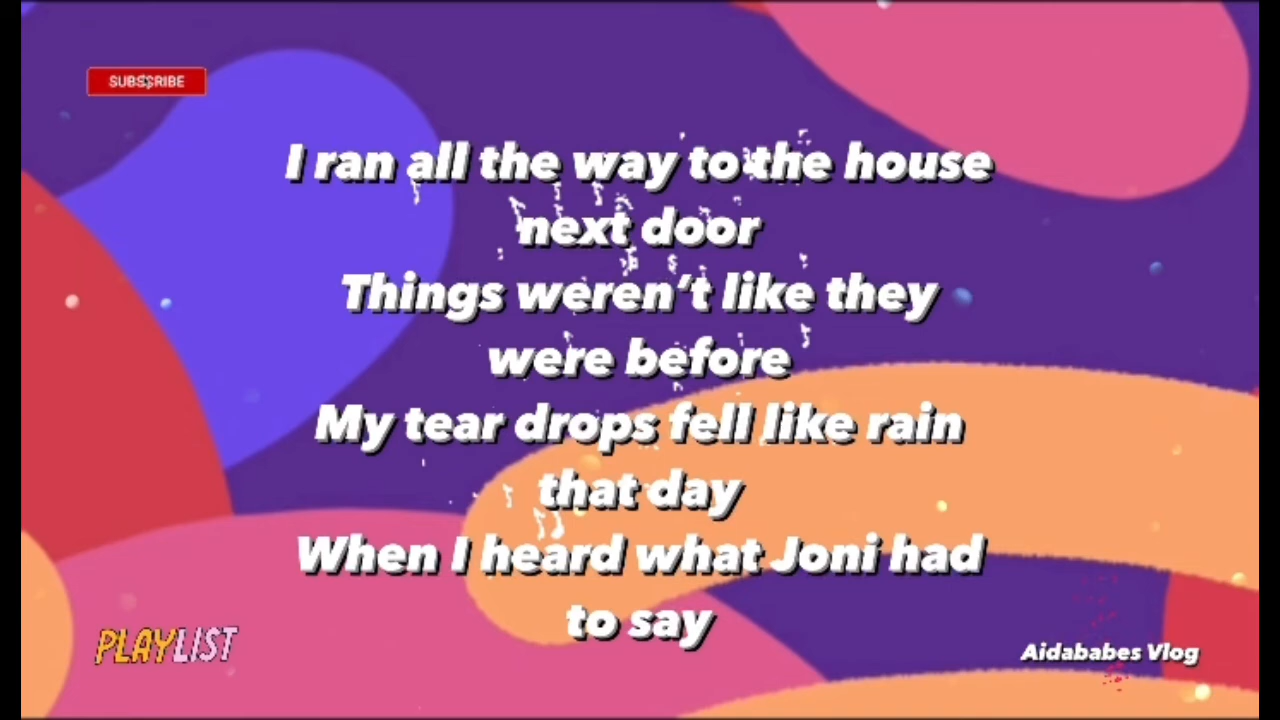 SUBSCRIBE
I ran all the way to the house
next door
Things weren't like they
were before
My tear drops fell like rain
that day
When I heard what Joni had
to say
PLAYLIST
Aidababes Vlog